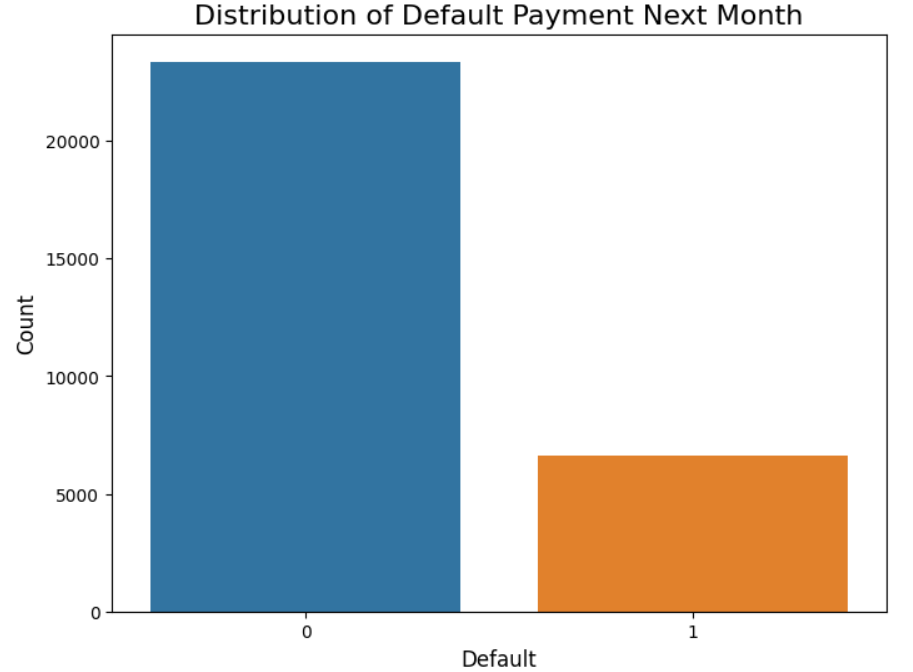 Distribution of Default Payment Next Month
20000
15000
10000
5000
0
Count
0 1
Default